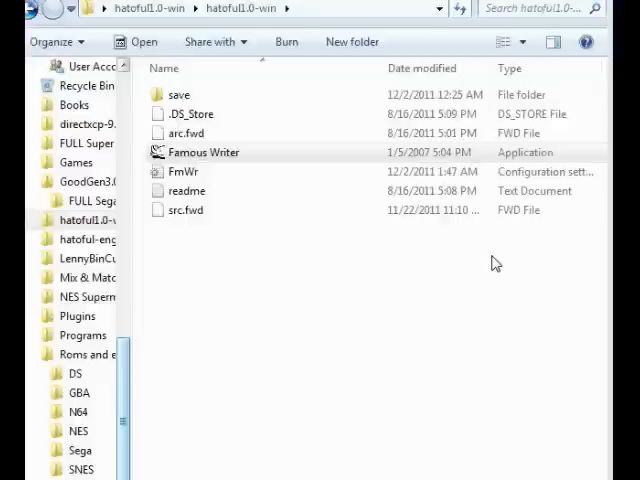 hatoful1.0-win hatoful1.0-win Search hatoful1.0-...
Organize Open Share with Burn New folder
Name Date modified Type
save 12/2/2011 12:25 AM File folder
.DS_Store 8/16/2011 5:09 PM DS_STORE File
arc.fwd 8/16/2011 5:01 PM FWD File
Famous Writer 1/5/2007 5:04 PM Application
FmWr 12/2/2011 1:47 AM Configuration sett...
readme 8/16/2011 5:08 PM Text Document
src.fwd 11/22/2011 11:10 ... FWD File
User Acco
Recycle Bin
Books
directxcp-9.
FULL Super
Games
GoodGen3.0
FULL Sega
hatoful1.0-w
hatoful-eng
LennyBinCu
Mix & Matc
NES Superm
Plugins
Programs
Roms and e
DS
GBA
N64
NES
Sega
SNES